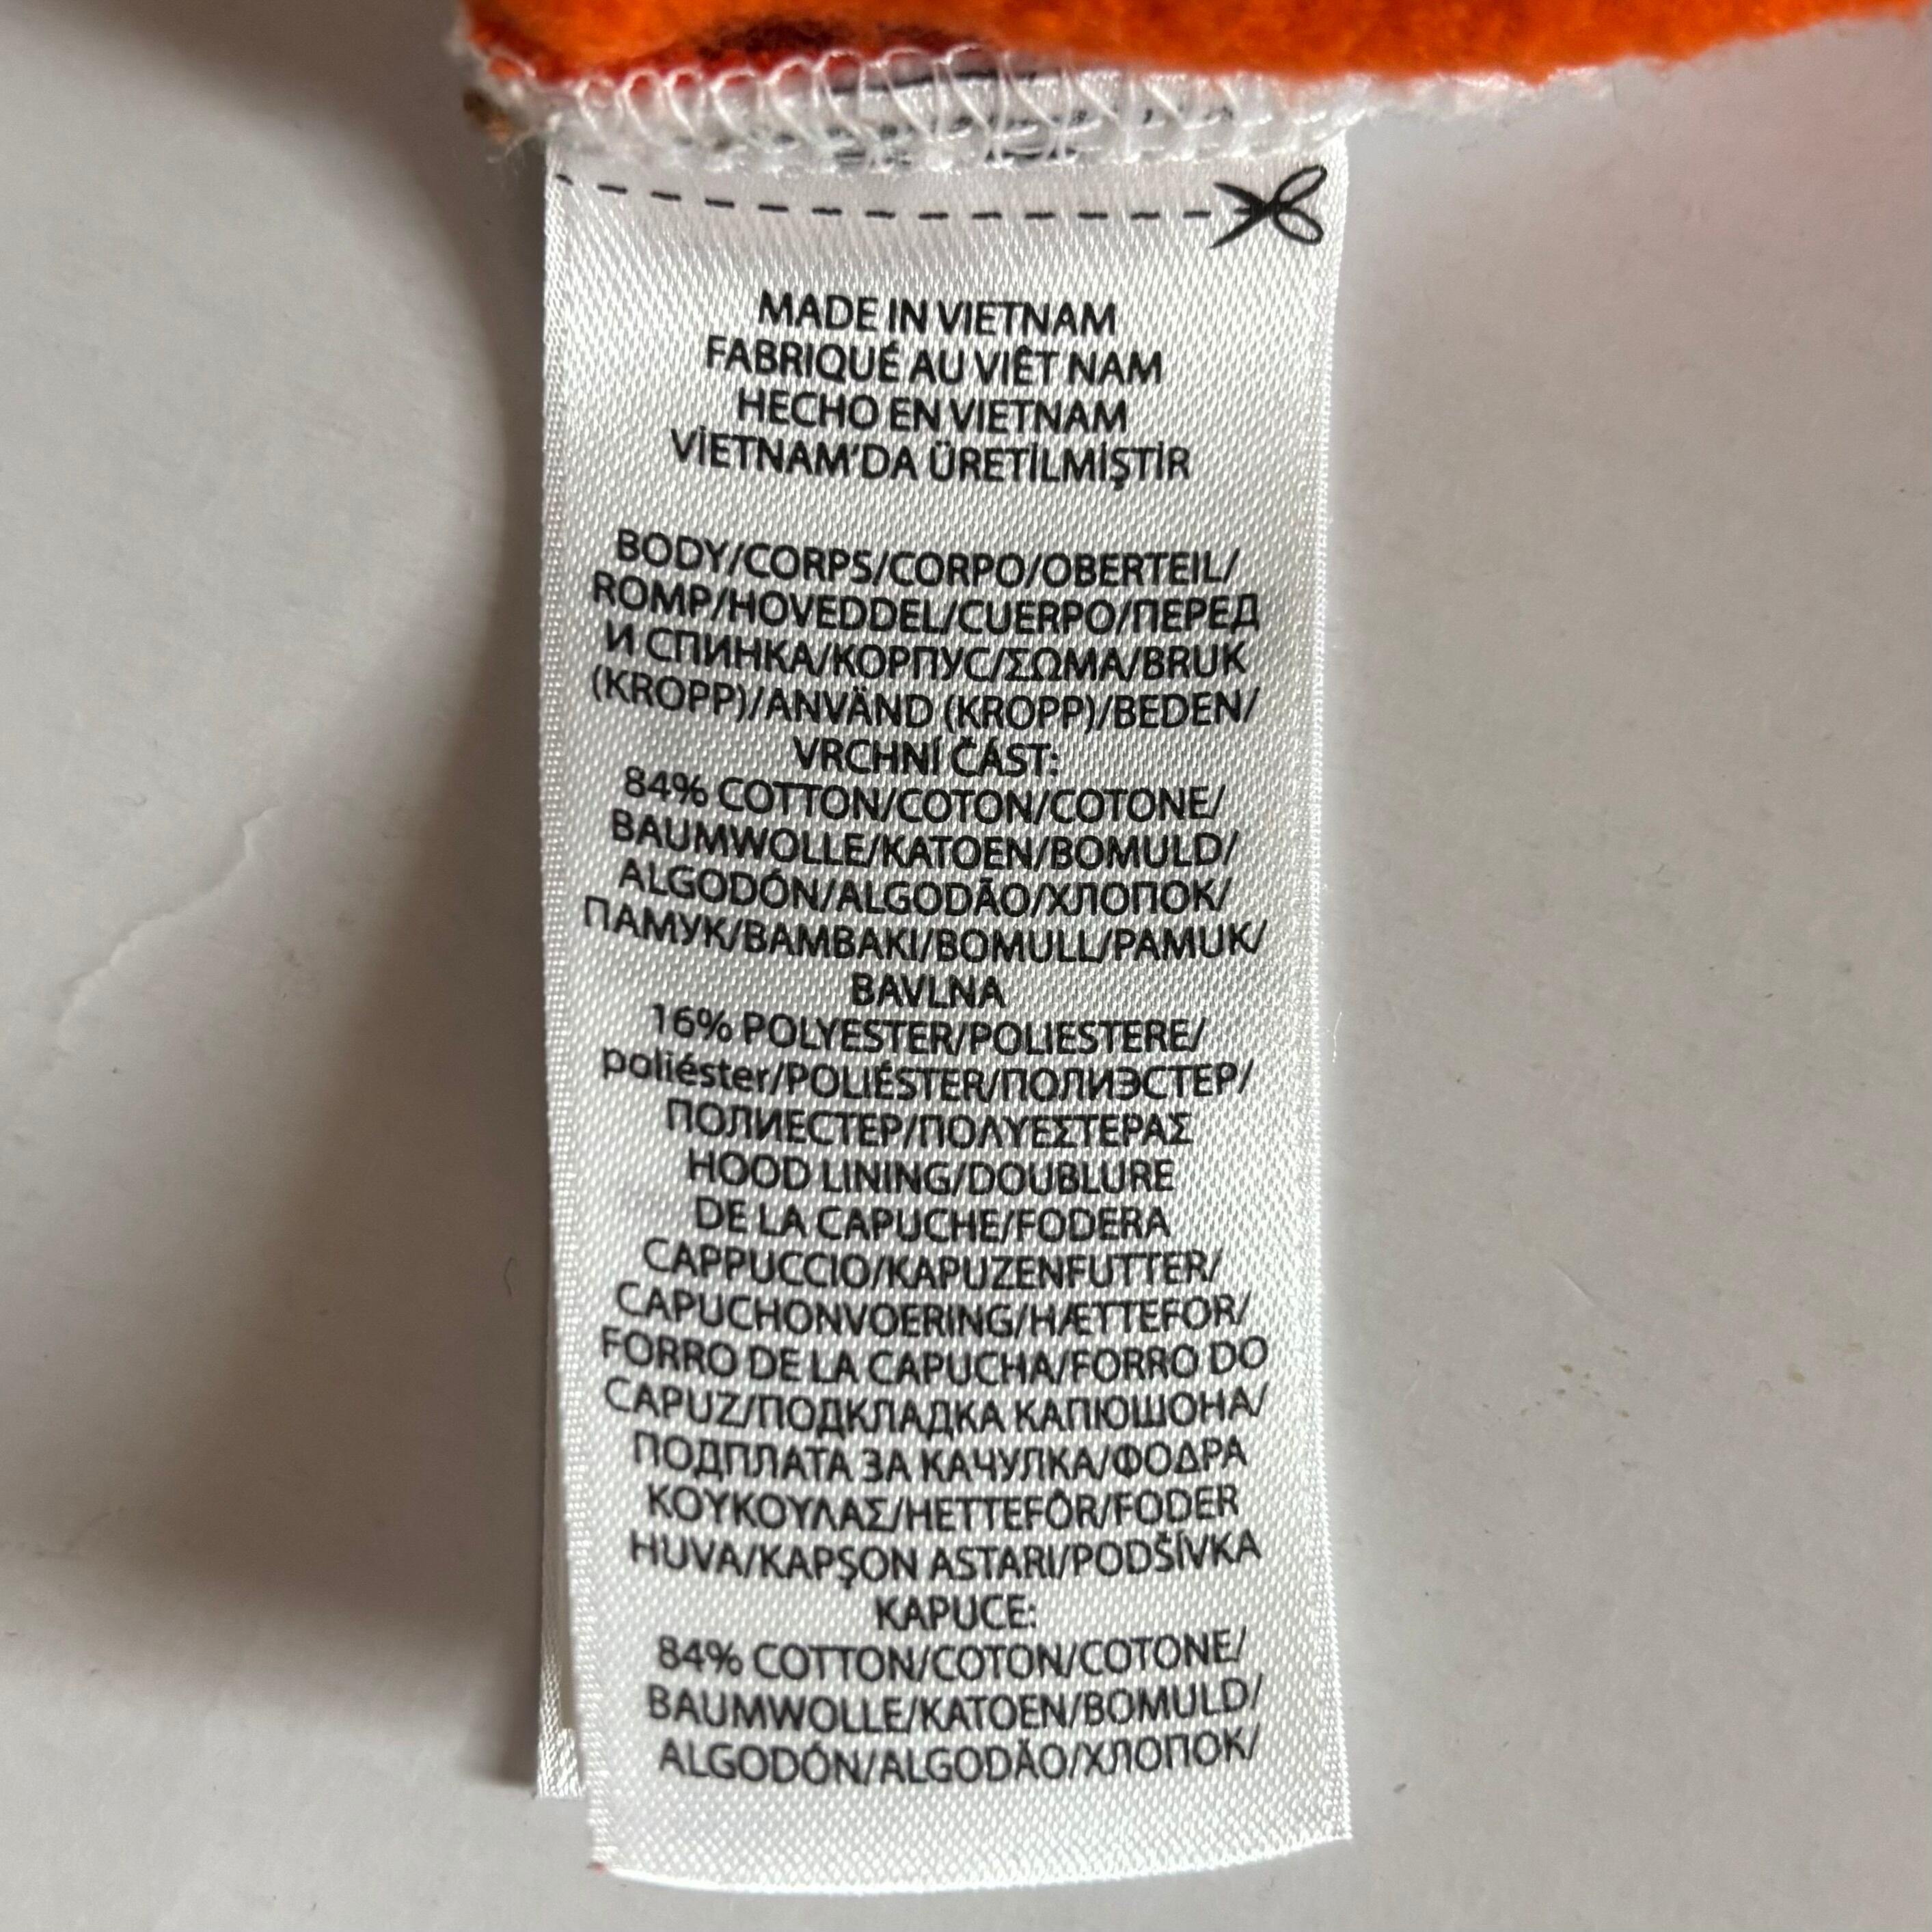 MADE IN VIETNAM
FABRIQUÉ AU VIÊT NAM
HECHO EN VIETNAM
VİETNAM'DA ÜRETİLMİŞTİR
BODY/CORPS/CORPO/OBERTEIL/
ROMP/HOVEDDEL/CUERPO/ПЕРЕД
И СПИНКА/КОРПУС/ΣΩΜΑ/BRUK
(KROPP)/ANVÄND (KROPP)/BEDEN/
VRCHNÍ ČÁST:
84% COTTON/COTON/COTONE/
BAUMWOLLE/KATOEN/BOMULD/
ALGODÓN/ALGODÃO/ХЛОПОК/
ПАМУК/ΒΑΜΒΑΚΙ/BOMULL/PAMUK/
BAVLNA
16% POLYESTER/POLIESTERE/
poliéster/POLIÉSTER/ПОЛИЭСТЕР/
ПОЛИЕСТЕР/ΠΟΛΥΕΣΤΕΡΑΣ
HOOD LINING/DOUBLURE
DE LA CAPUCHE/FODERA
CAPPUCCIO/KAPUZENFUTTER/
CAPUCHONVOERING/HÆTTEFOR/
FORRO DE LA CAPUCHA/FORRO DO
CAPUZ/ПОДКЛАДКА КАПЮШОНА/
ПОДПЛАТА ЗА КАЧУЛКА/ΦΟΔΡΑ
ΚΟΥΚΟΥΛΑΣ/HETTEFÔR/FODER
HUVA/KAPŞON ASTARI/PODŠÍVKA
KAPUCE:
84% COTTON/COTON/COTONE/
BAUMWOLLE/KATOEN/BOMULD/
ALGODÓN/ALGODÃO/ХЛОПОК/